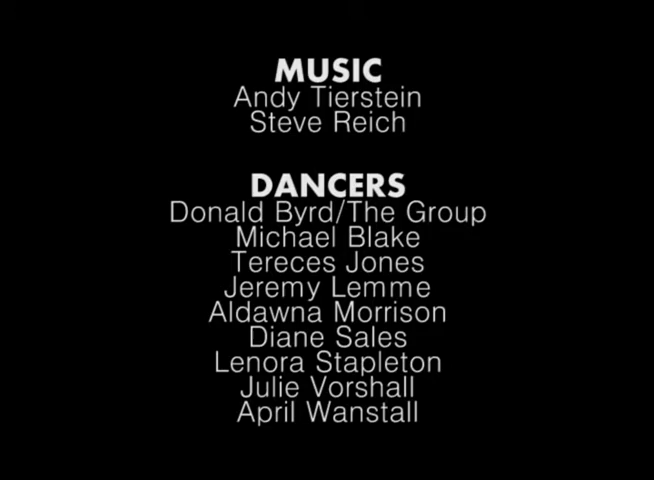 MUSIC
Andy Tierstein
Steve Reich
DANCERS
Donald Byrd/The Group
Michael Blake
Tereces Jones
Jeremy Lemme
Aldawna Morrison
Diane Sales
Lenora Stapleton
Julie Vorshall
April Wanstall